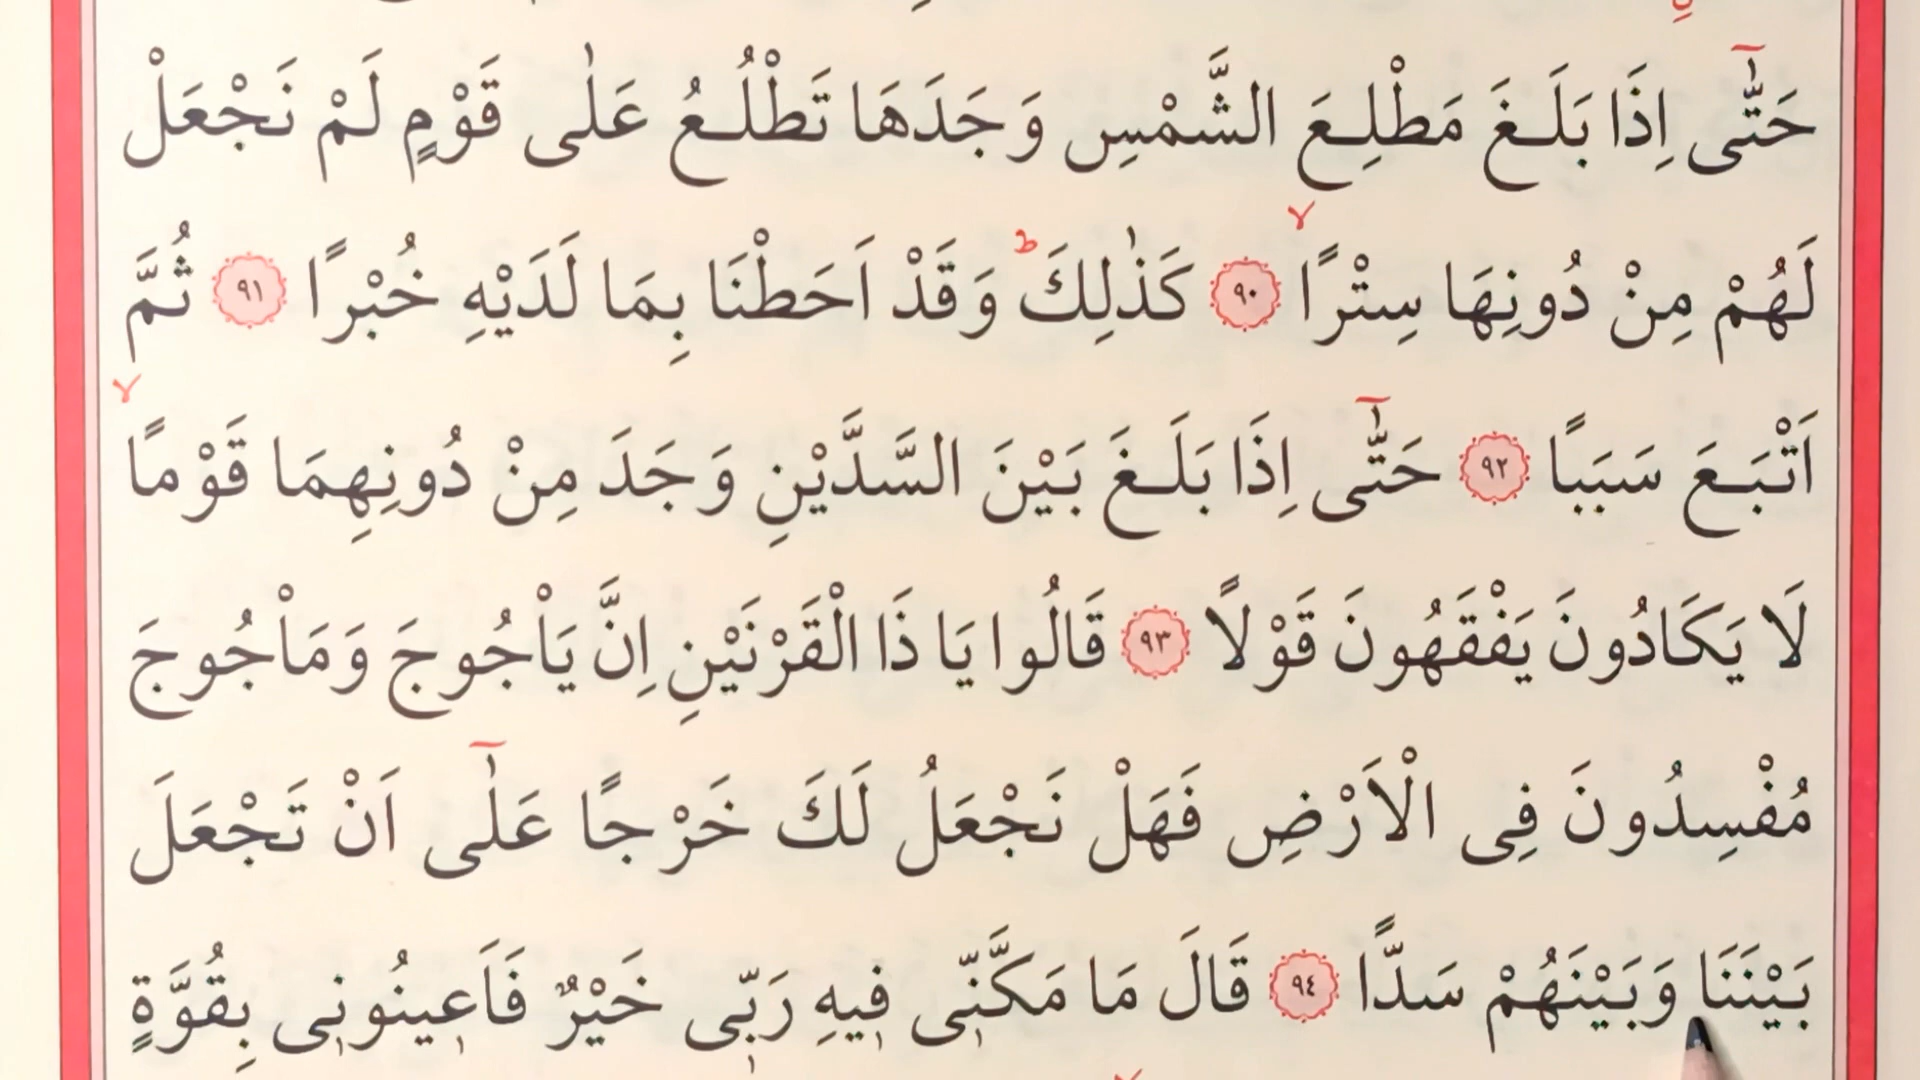 حَتّٰٓى اِذَا بَلَغَ مَطْلِعَ الشَّمْسِ وَجَدَهَا تَطْلُعُ عَلٰى قَوْمٍ لَمْ نَجْعَلْ
لَهُمْ مِنْ دُونِهَا سِتْرًا ٩٠ كَذٰلِكَ ۜ وَقَدْ اَحَطْنَا بِمَا لَدَيْهِ خُبْرًا ٩١ ثُمَّ
اَتْبَعَ سَبَبًا ٩٢ حَتّٰٓى اِذَا بَلَغَ بَيْنَ السَّدَّيْنِ وَجَدَ مِنْ دُونِهِمَا قَوْمًا
لَا يَكَادُونَ يَفْقَهُونَ قَوْلًا ٩٣ قَالُوا يَا ذَا الْقَرْنَيْنِ اِنَّ يَأْجُوجَ وَمَأْجُوجَ
مُفْسِدُونَ فِى الْاَرْضِ فَهَلْ نَجْعَلُ لَكَ خَرْجًا عَلٰٓى اَنْ تَجْعَلَ
بَيْنَنَا وَبَيْنَهُمْ سَدًّا ٩٤ قَالَ مَا مَكَّنّٖى فٖيهِ رَبّٖى خَيْرٌ فَاَعٖينُونٖى بِقُوَّةٍ